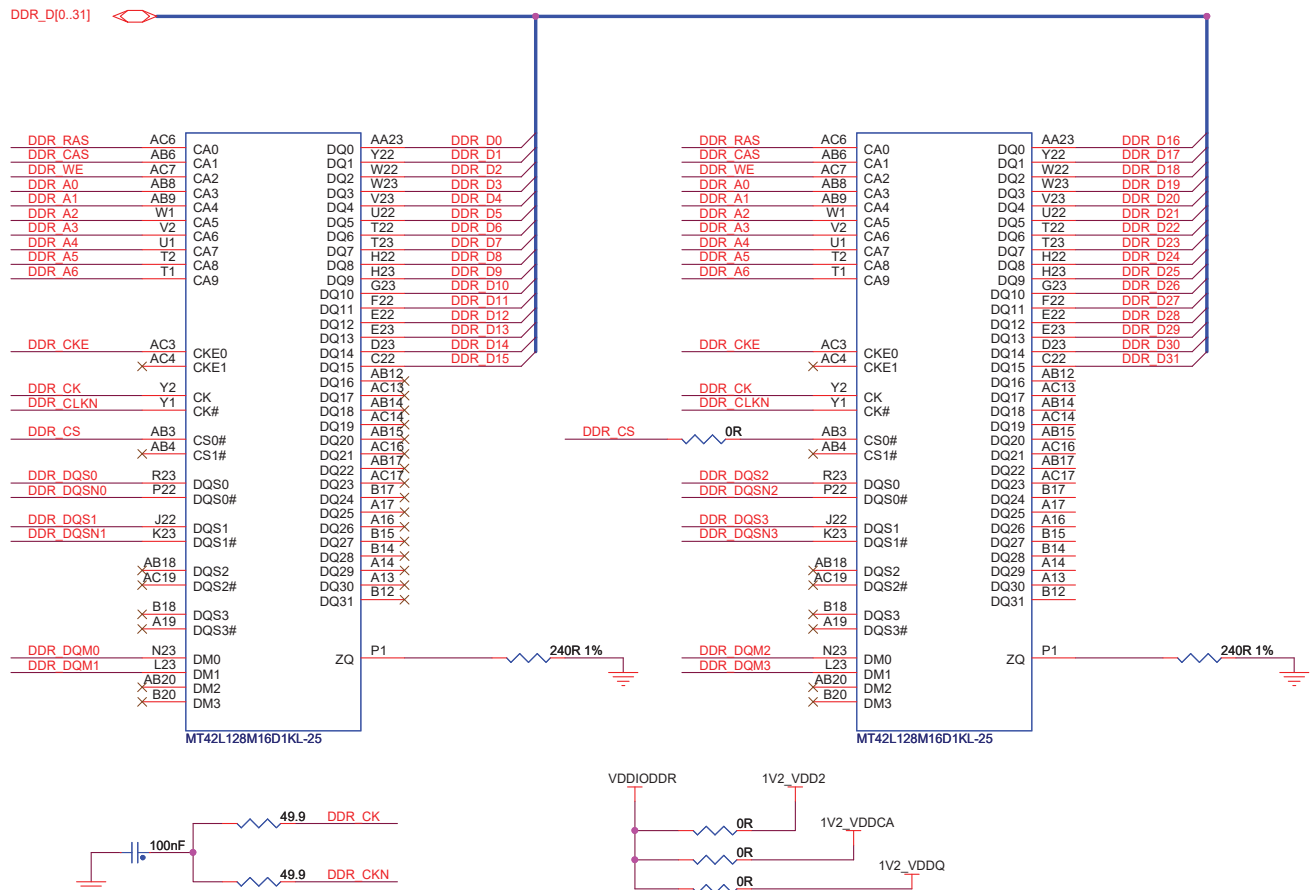 DDR_D[0..31]
DDR_RAS AC6 CA0 DQ0 AA23 DDR_D0
DDR_CAS AB6 CA1 DQ1 Y22 DDR_D1
DDR_WE AC7 CA2 DQ2 W22 DDR_D2
DDR_A0 AB8 CA3 DQ3 W23 DDR_D3
DDR_A1 AB9 CA4 DQ4 V23 DDR_D4
DDR_A2 W1 CA5 DQ5 U22 DDR_D5
DDR_A3 V2 CA6 DQ6 T22 DDR_D6
DDR_A4 U1 CA7 DQ7 T23 DDR_D7
DDR_A5 T2 CA8 DQ8 H22 DDR_D8
DDR_A6 T1 CA9 DQ9 H23 DDR_D9
DQ10 G23 DDR_D10
DQ11 F22 DDR_D11
DQ12 E22 DDR_D12
DQ13 E23 DDR_D13
DDR_CKE AC3 CKE0 DQ14 D23 DDR_D14
AC4 CKE1 DQ15 C22 DDR_D15
DQ16 AB12
DDR_CK Y2 CK DQ17 AC13
DDR_CLKN Y1 CK# DQ18 AB14
DQ19 AC14
DDR_CS AB3 CS0# DQ20 AB15
AB4 CS1# DQ21 AC16
DQ22 AB17
DDR_DQS0 R23 DQS0 DQ23 AC17
DDR_DQSN0 P22 DQS0# DQ24 B17
DQ25 A17
DDR_DQS1 J22 DQS1 DQ26 A16
DDR_DQSN1 K23 DQS1# DQ27 B15
DQ28 B14
AB18 DQS2 DQ29 A14
AC19 DQS2# DQ30 A13
DQ31 B12
B18 DQS3
A19 DQS3#
DDR_DQM0 N23 DM0 ZQ P1 240R 1%
DDR_DQM1 L23 DM1
AB20 DM2
B20 DM3
MT42L128M16D1KL-25
DDR_RAS AC6 CA0 DQ0 AA23 DDR_D16
DDR_CAS AB6 CA1 DQ1 Y22 DDR_D17
DDR_WE AC7 CA2 DQ2 W22 DDR_D18
DDR_A0 AB8 CA3 DQ3 W23 DDR_D19
DDR_A1 AB9 CA4 DQ4 V23 DDR_D20
DDR_A2 W1 CA5 DQ5 U22 DDR_D21
DDR_A3 V2 CA6 DQ6 T22 DDR_D22
DDR_A4 U1 CA7 DQ7 T23 DDR_D23
DDR_A5 T2 CA8 DQ8 H22 DDR_D24
DDR_A6 T1 CA9 DQ9 H23 DDR_D25
DQ10 G23 DDR_D26
DQ11 F22 DDR_D27
DQ12 E22 DDR_D28
DQ13 E23 DDR_D29
DDR_CKE AC3 CKE0 DQ14 D23 DDR_D30
AC4 CKE1 DQ15 C22 DDR_D31
DQ16 AB12
DDR_CK Y2 CK DQ17 AC13
DDR_CLKN Y1 CK# DQ18 AB14
DQ19 AC14
DDR_CS 0R AB3 CS0# DQ20 AB15
AB4 CS1# DQ21 AC16
DQ22 AB17
DDR_DQS2 R23 DQS0 DQ23 AC17
DDR_DQSN2 P22 DQS0# DQ24 B17
DQ25 A17
DDR_DQS3 J22 DQS1 DQ26 A16
DDR_DQSN3 K23 DQS1# DQ27 B15
DQ28 B14
AB18 DQS2 DQ29 A14
AC19 DQS2# DQ30 A13
DQ31 B12
B18 DQS3
A19 DQS3#
DDR_DQM2 N23 DM0 ZQ P1 240R 1%
DDR_DQM3 L23 DM1
AB20 DM2
B20 DM3
MT42L128M16D1KL-25
49.9 DDR_CK
100nF
49.9 DDR_CKN
VDDIODDR 1V2_VDD2
0R 1V2_VDDCA
0R 1V2_VDDQ
0R